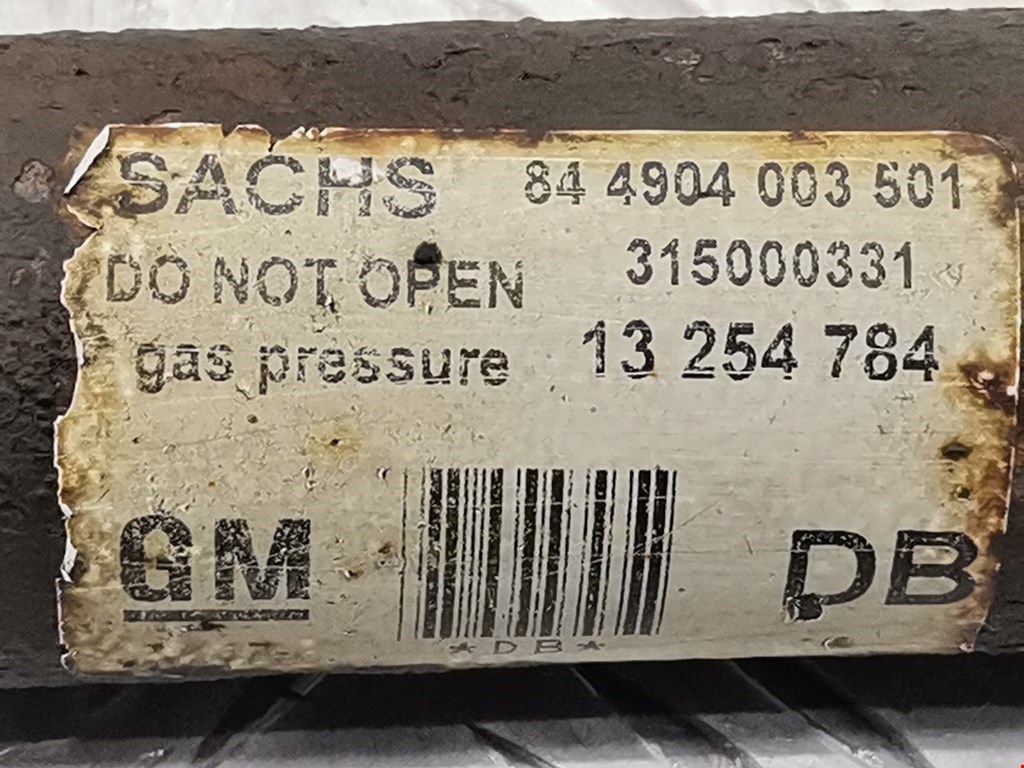 SACHS 84 4904 003 501
DO NOT OPEN 315000331
gas pressure 13 254 784
GM DB
*DB*